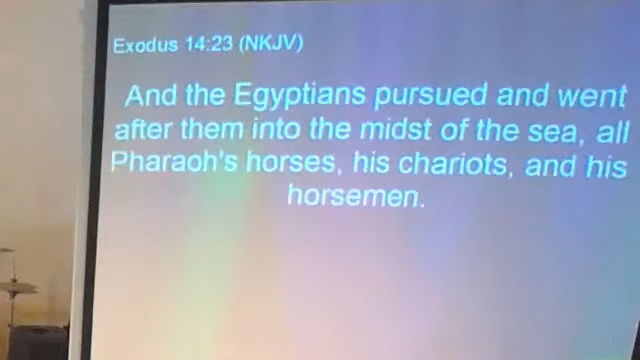 Exodus 14:23 (NKJV)
And the Egyptians pursued and went
after them into the midst of the sea, all
Pharaoh's horses, his chariots, and his
horsemen.